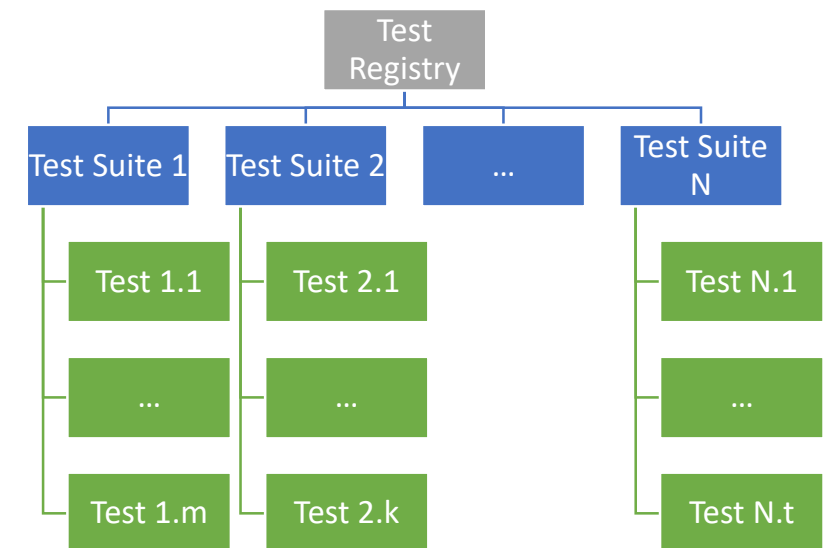 Test
Registry
Test Suite 1
Test Suite 2
...
Test Suite
N
Test 1.1
...
Test 1.m
Test 2.1
...
Test 2.k
Test N.1
...
Test N.t